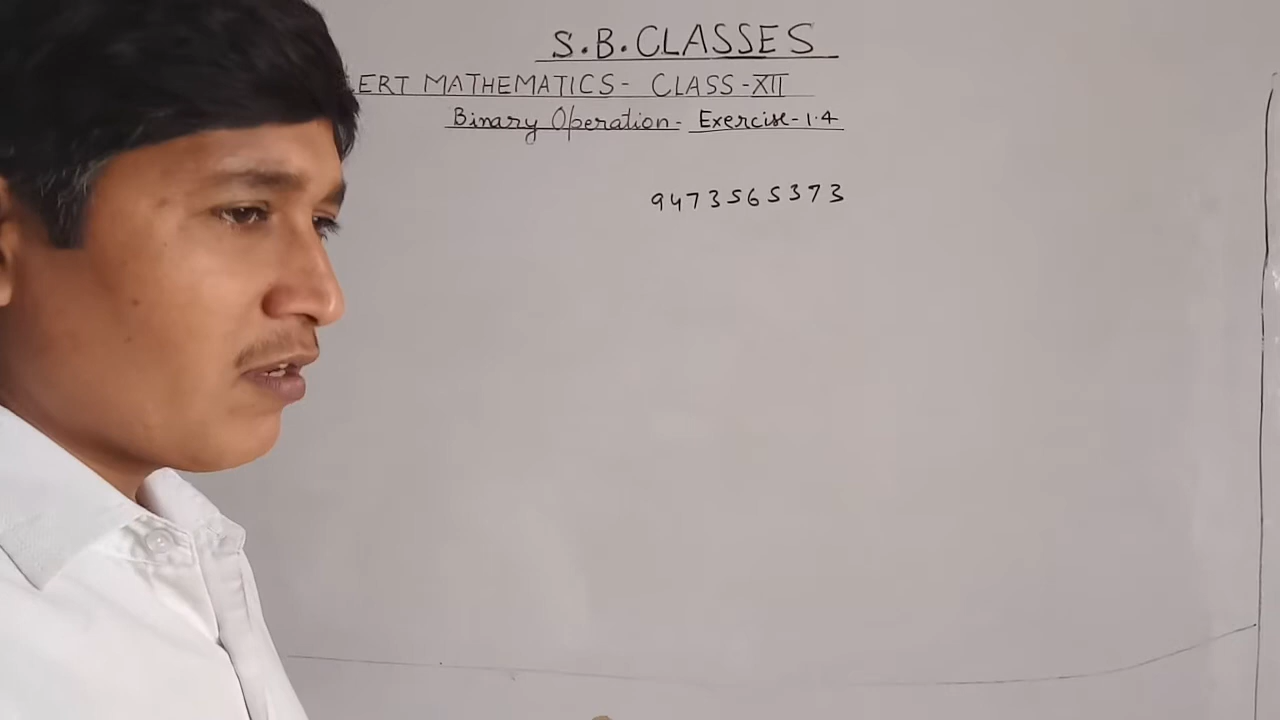 S.B.CLASSES
ERT MATHEMATICS- CLASS-XII
Binary Operation- Exercise-1.4
9473565373